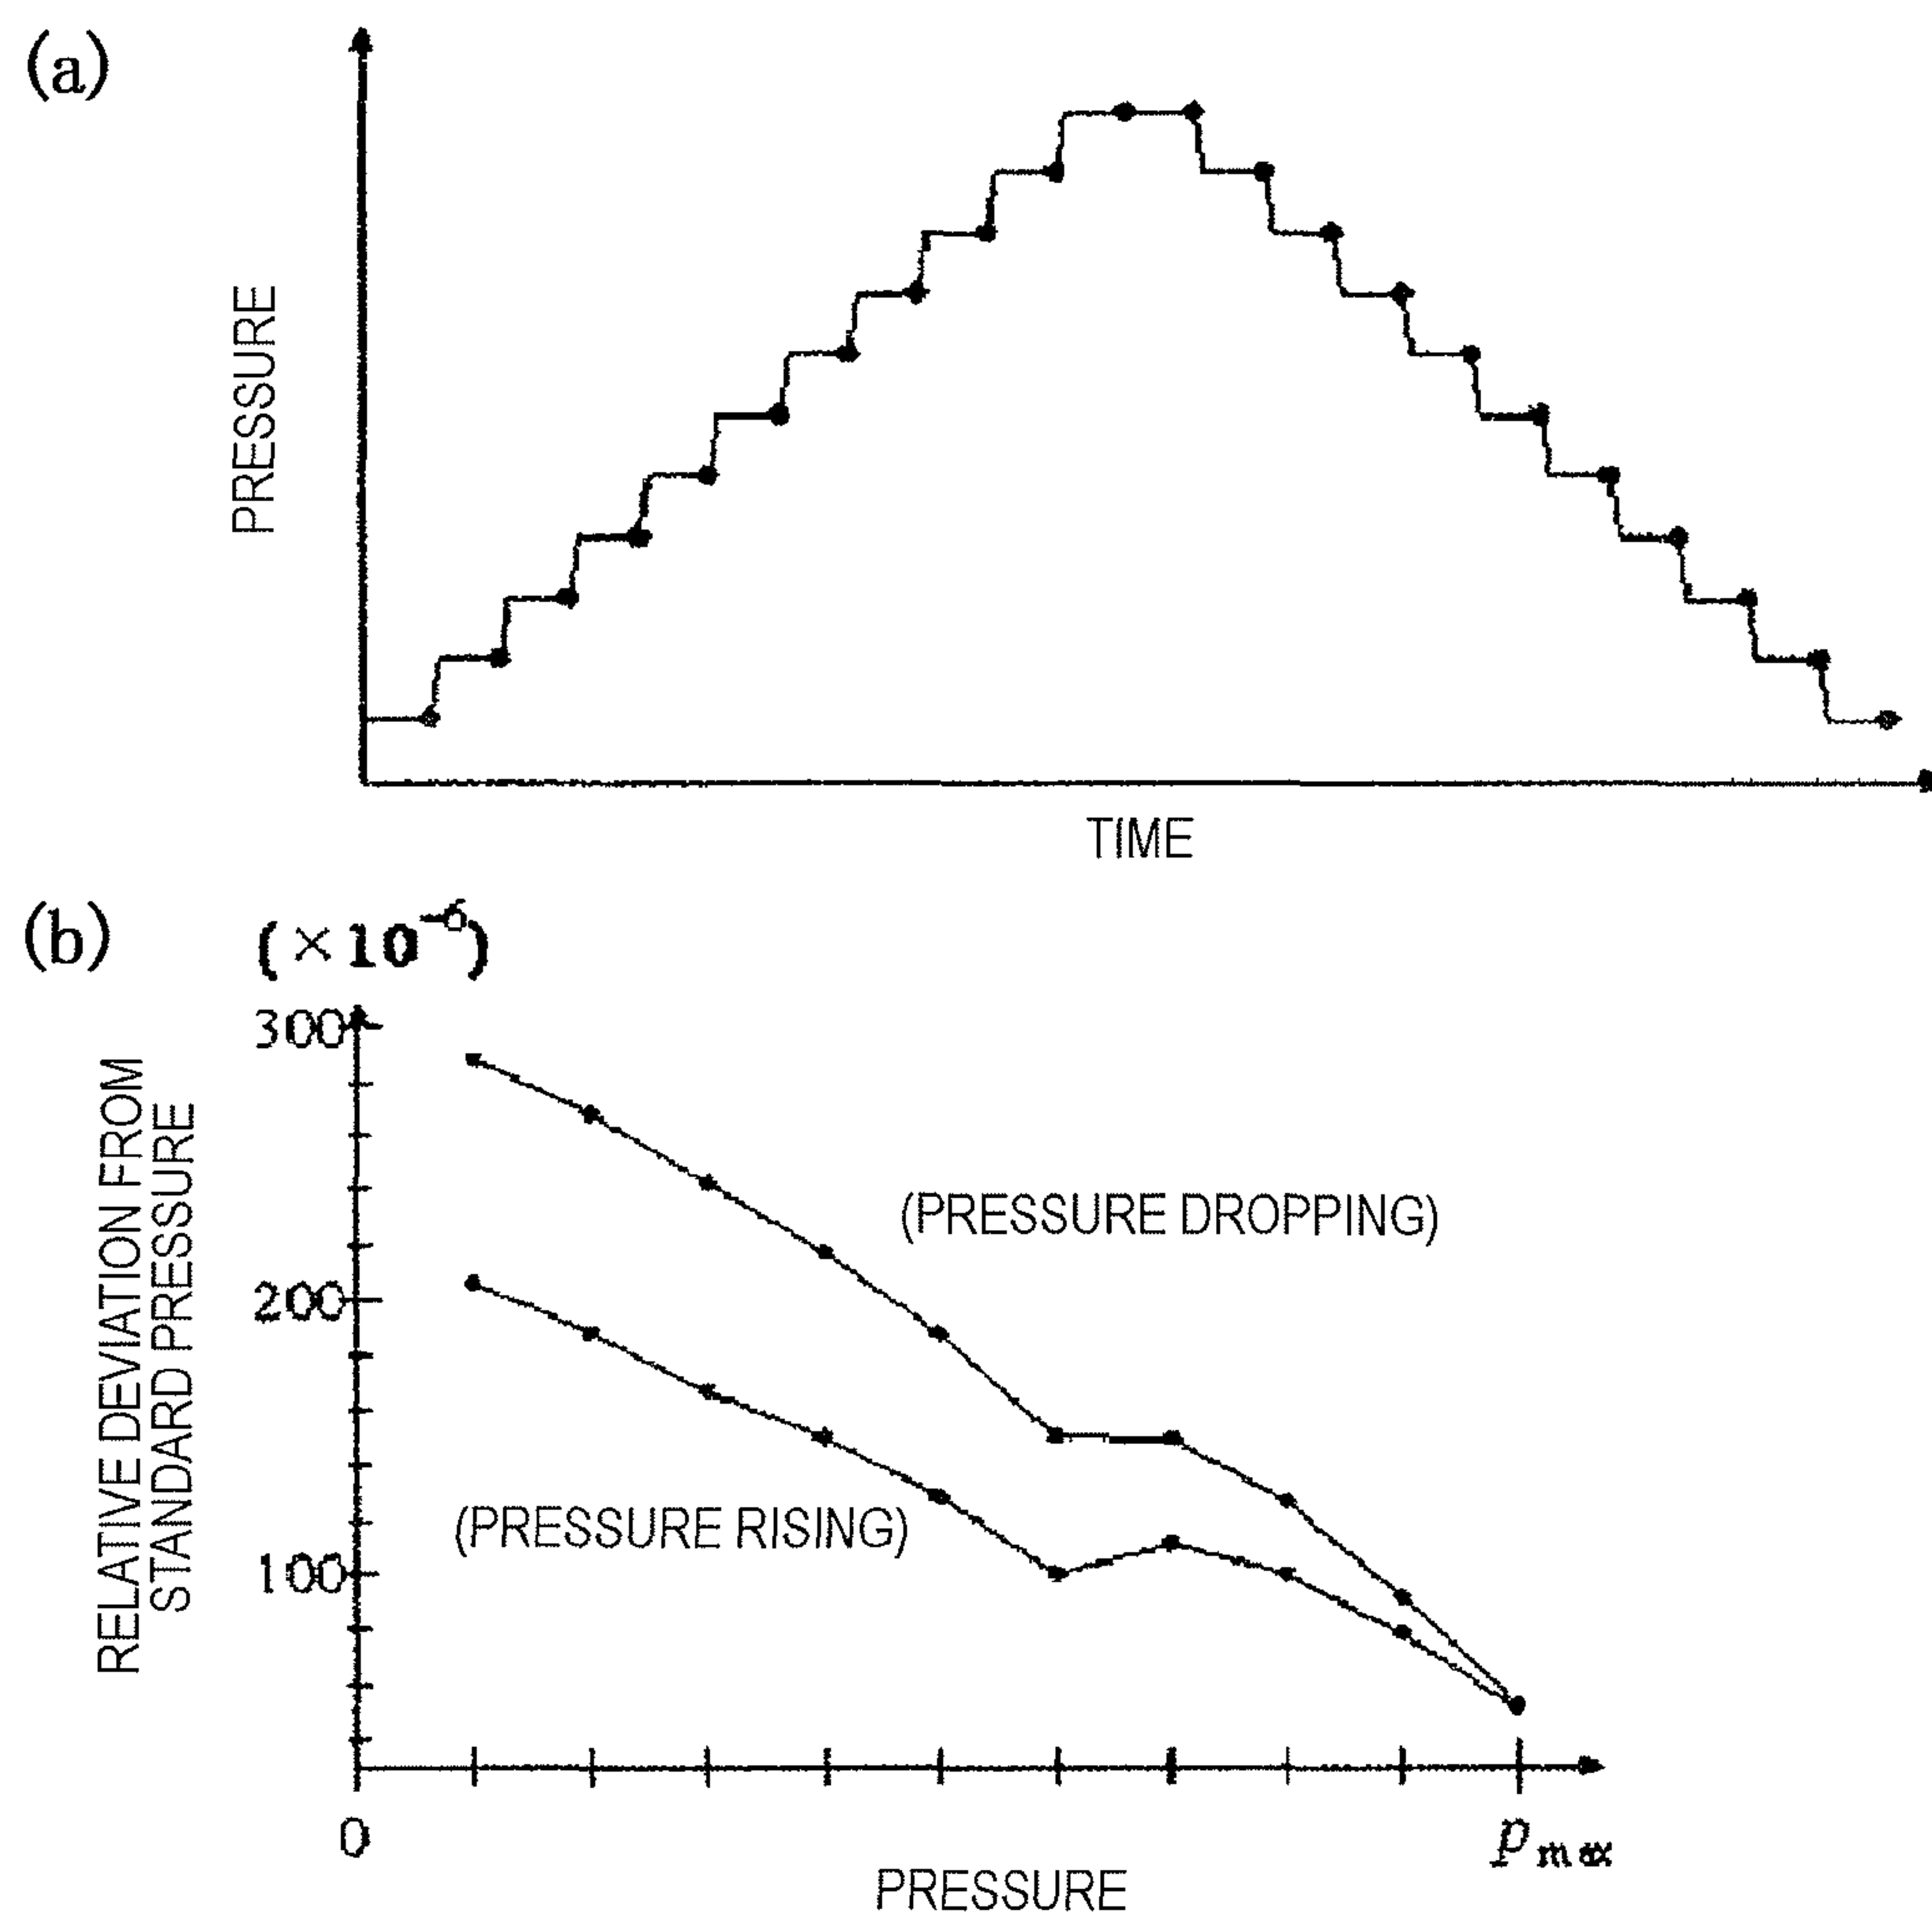 (a)
PRESSURE
TIME
(b)
(×10⁻⁶)
300
200
100
RELATIVE DEVIATION FROM
STANDARD PRESSURE
(PRESSURE DROPPING)
(PRESSURE RISING)
0
pmax
PRESSURE